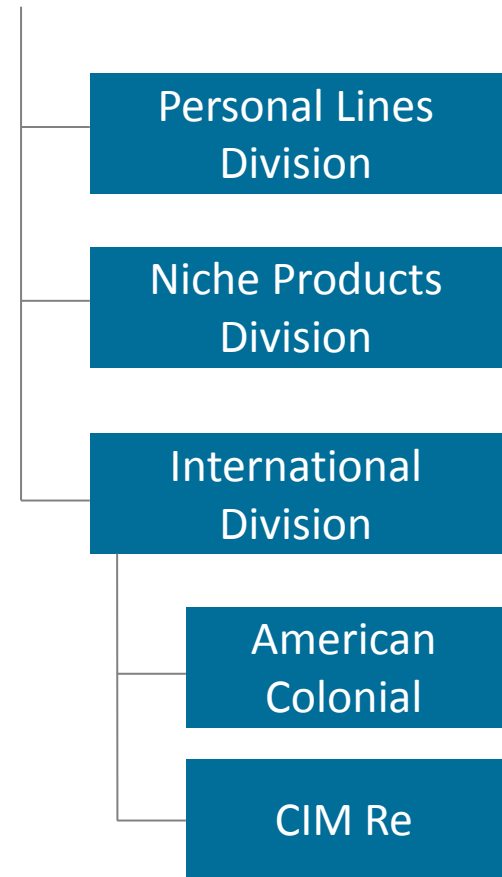 Personal Lines
Division
Niche Products
Division
International
Division
American
Colonial
CIM Re